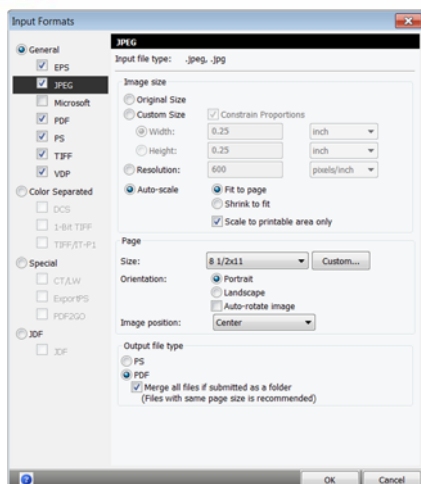 Input Formats
General
EPS
JPEG
Microsoft
PDF
PS
TIFF
VDP
Color Separated
DCS
1-Bit TIFF
TIFF/IT-P1
Special
CT/LW
ExportPS
PDF2GO
JDF
JDF
JPEG
Input file type: .jpeg, .jpg
Image size
Original Size
Custom Size Constrain Proportions
Width: 0.25 inch
Height: 0.25 inch
Resolution: 600 pixels/inch
Auto-scale Fit to page
Shrink to fit
Scale to printable area only
Page
Size: 8 1/2x11 Custom...
Orientation: Portrait
Landscape
Auto-rotate image
Image position: Center
Output file type
PS
PDF
Merge all files if submitted as a folder
(Files with same page size is recommended)
OK Cancel